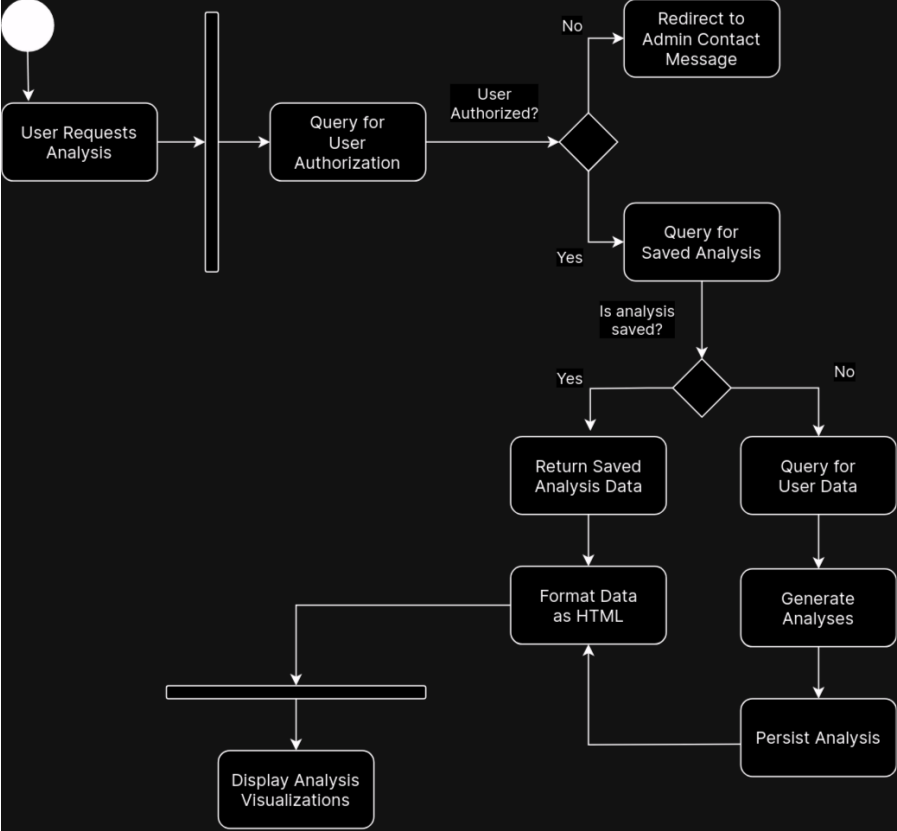 User Requests
Analysis
Query for
User
Authorization
User
Authorized?
No
Redirect to
Admin Contact
Message
Yes
Query for
Saved Analysis
Is analysis
saved?
Yes
No
Return Saved
Analysis Data
Query for
User Data
Format Data
as HTML
Generate
Analyses
Persist Analysis
Display Analysis
Visualizations